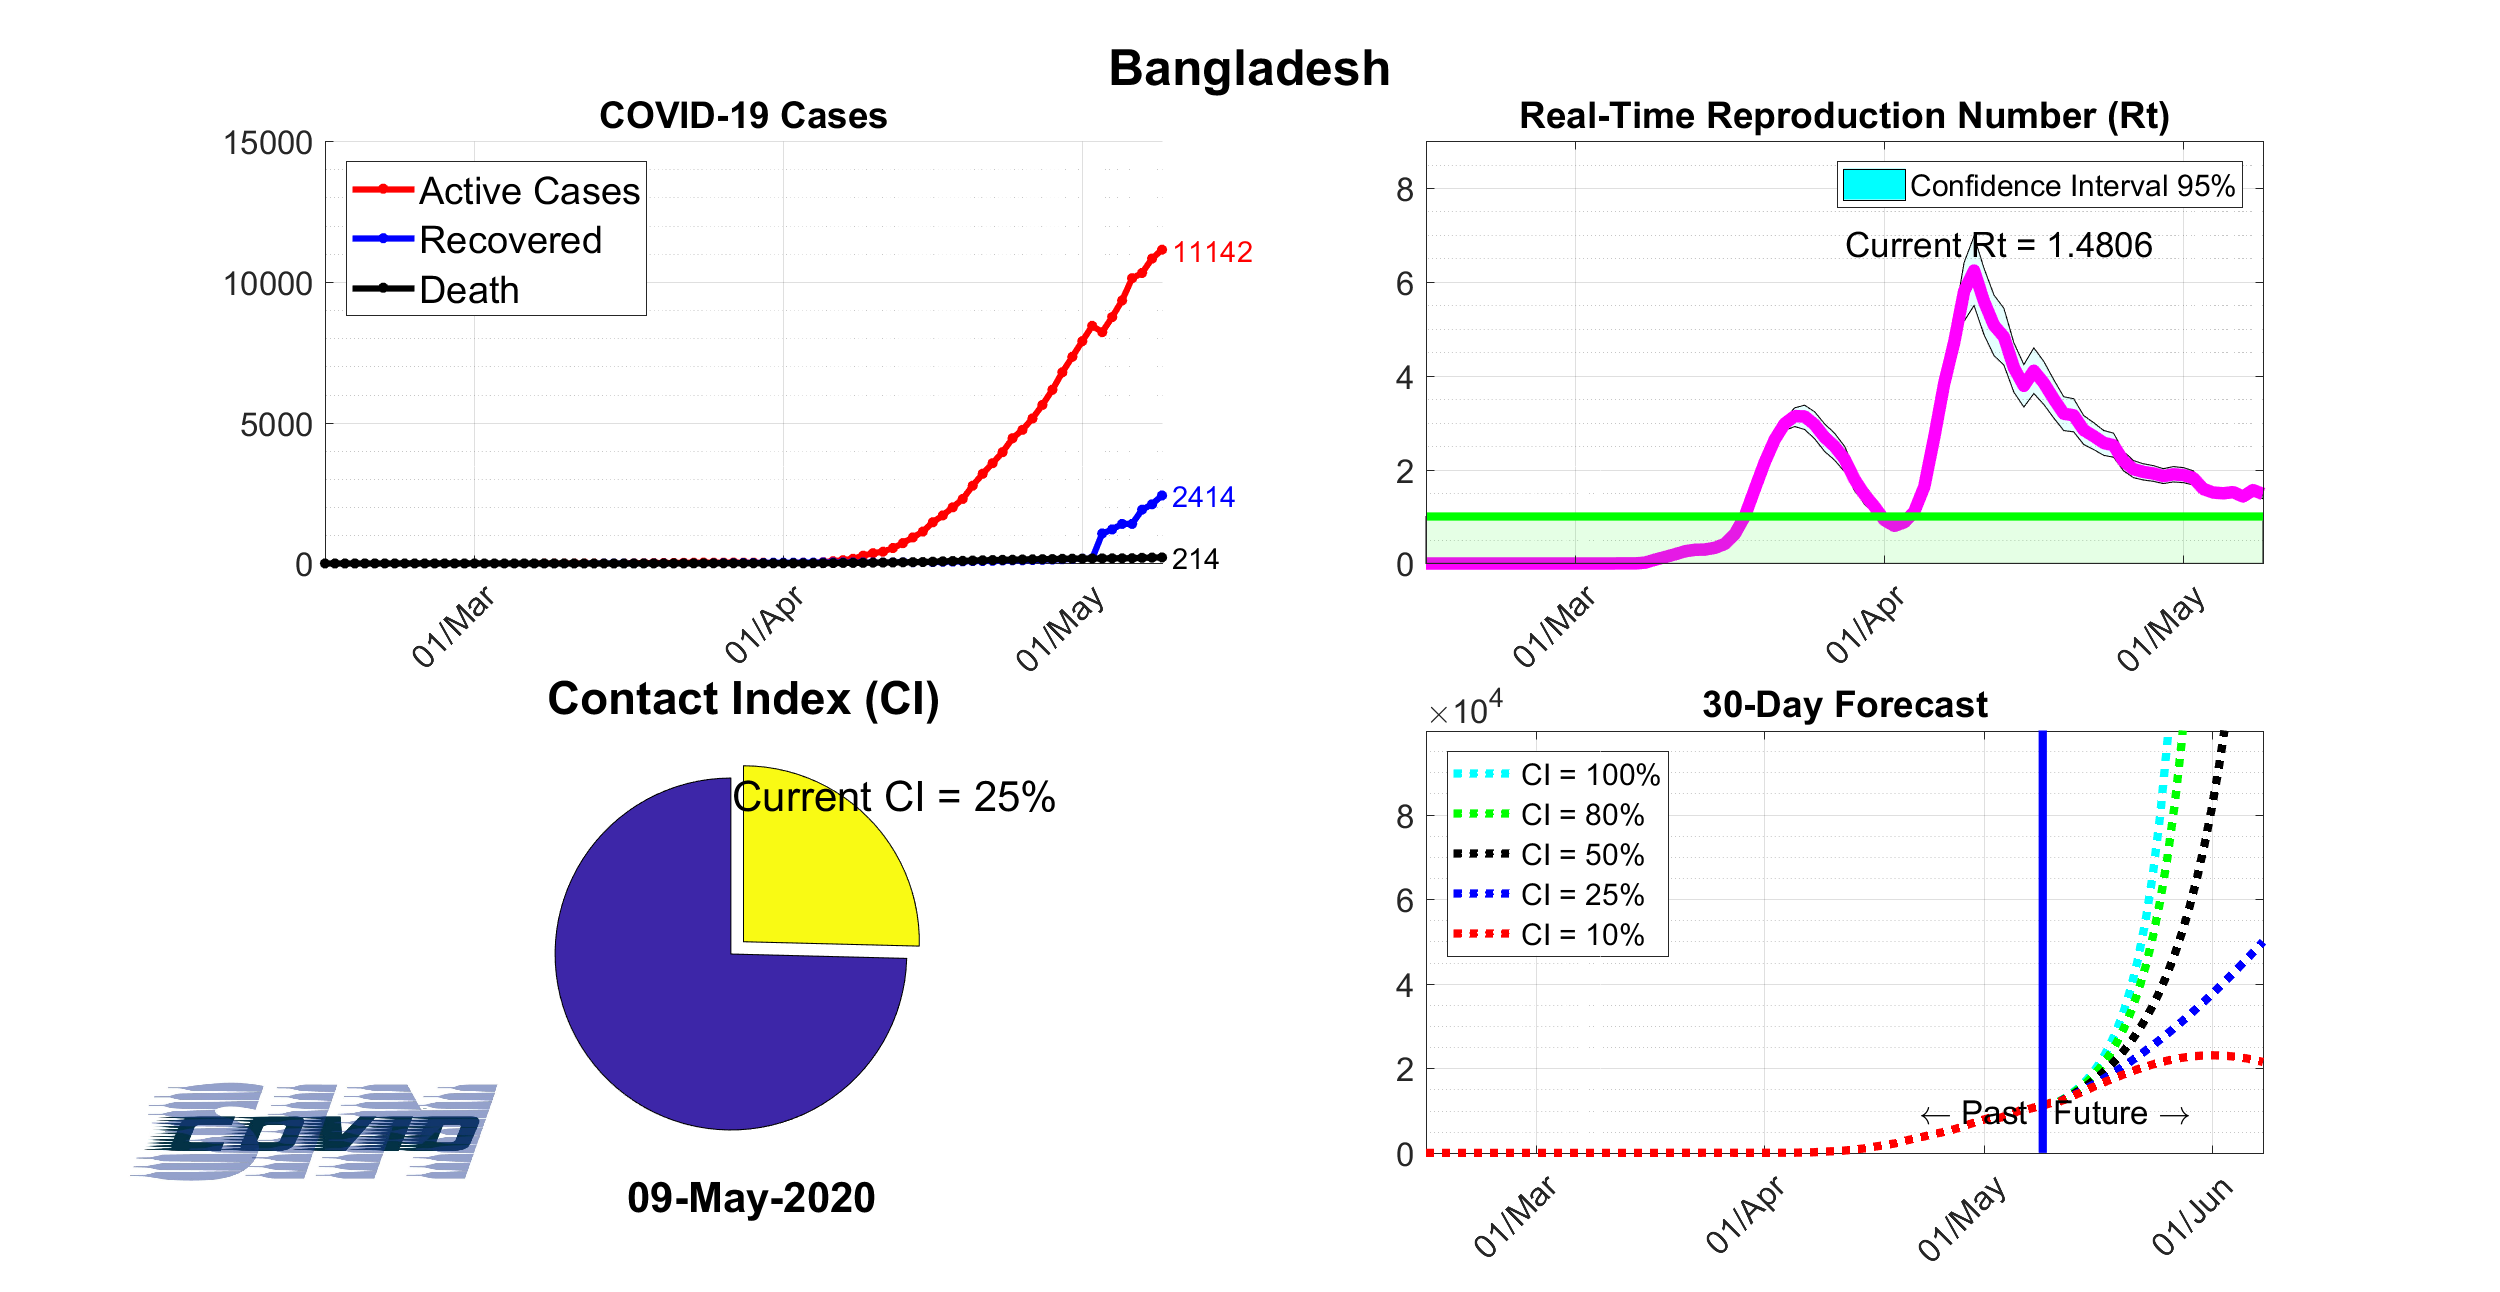 Bangladesh
COVID-19 Cases
15000
10000
5000
0
Active Cases
Recovered
Death
11142
2414
214
01/Mar
01/Apr
01/May
Real-Time Reproduction Number (Rt)
8
6
4
2
0
Confidence Interval 95%
Current Rt = 1.4806
01/Mar
01/Apr
01/May
Contact Index (CI)
Current CI = 25%
30-Day Forecast
×10⁴
8
6
4
2
0
CI = 100%
CI = 80%
CI = 50%
CI = 25%
CI = 10%
← Past
Future →
01/Mar
01/Apr
01/May
01/Jun
COVID
09-May-2020